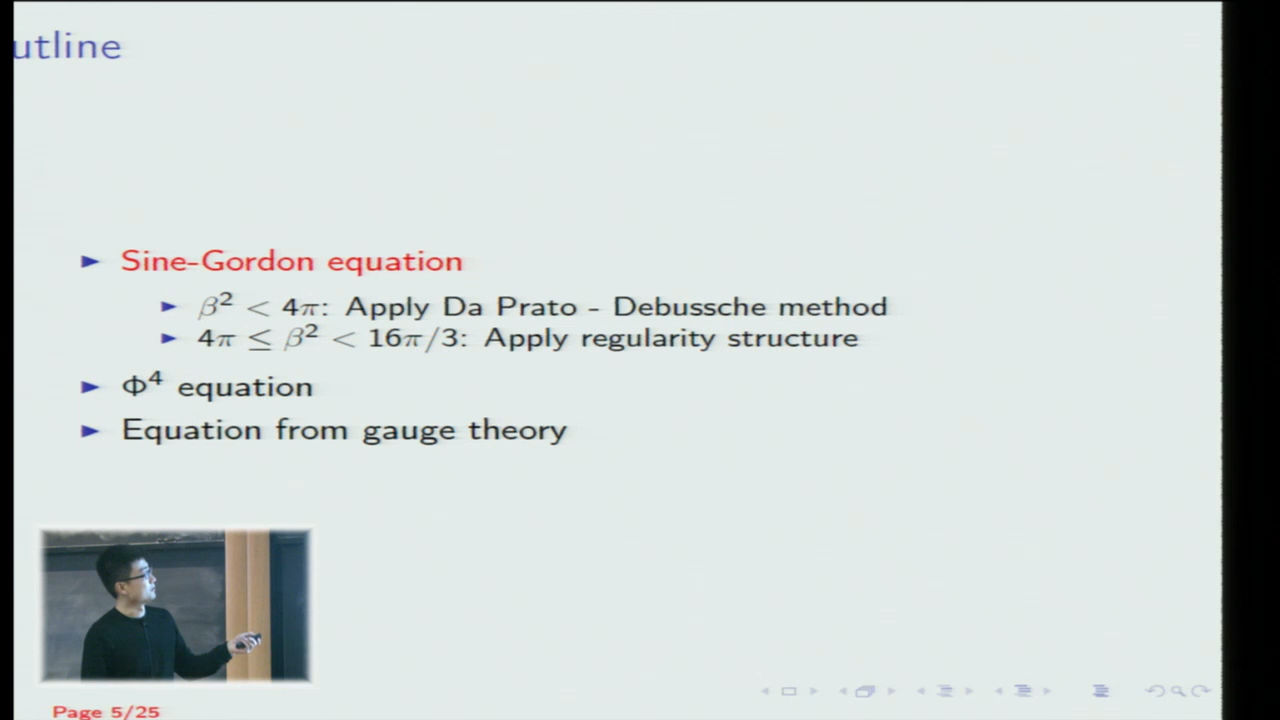 utline
Sine-Gordon equation
β² < 4π: Apply Da Prato - Debussche method
4π ≤ β² < 16π/3: Apply regularity structure
Φ⁴ equation
Equation from gauge theory
Page 5/25